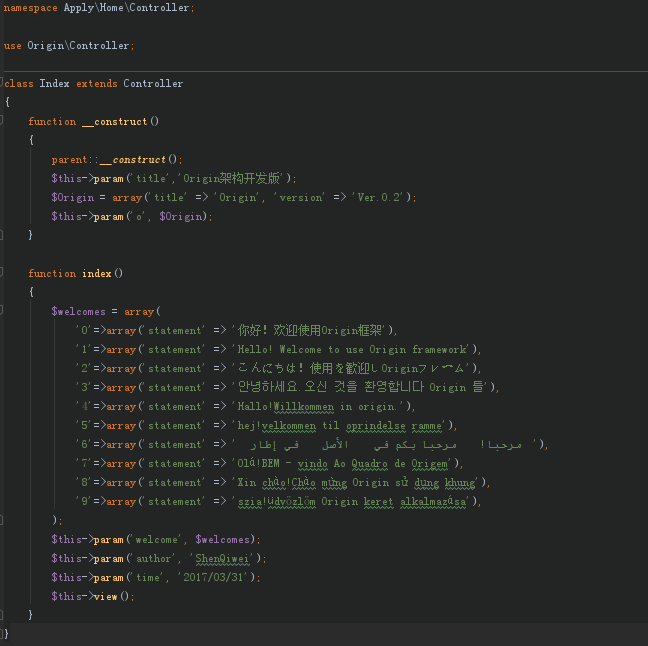 namespace Apply\Home\Controller;
use Origin\Controller;
class Index extends Controller
{
function __construct()
{
parent::__construct();
$this->param('title','Origin架构开发版');
$Origin = array('title' => 'Origin', 'version' => 'Ver.0.2');
$this->param('o', $Origin);
}
function index()
{
$welcomes = array(
'0'=>array('statement' => '你好！欢迎使用Origin框架'),
'1'=>array('statement' => 'Hello! Welcome to use Origin framework'),
'2'=>array('statement' => 'こんにちは！使用を歓迎しOriginフレーム'),
'3'=>array('statement' => '안녕하세요.오신 것을 환영합니다 Origin 틀'),
'4'=>array('statement' => 'Hallo!Willkommen in origin.'),
'5'=>array('statement' => 'hej!velkommen til oprindelse ramme'),
'6'=>array('statement' => ' مرحبا! مرحبا بكم في الأصل في إطار '),
'7'=>array('statement' => 'Olá!BEM - vindo Ao Quadro de Origem'),
'8'=>array('statement' => 'Xin chào!Chào mừng Origin sử dụng khung'),
'9'=>array('statement' => 'szia!üdvözlöm Origin keret alkalmazása'),
);
$this->param('welcome', $welcomes);
$this->param('author', 'ShenQiwei');
$this->param('time', '2017/03/31');
$this->view();
}
}